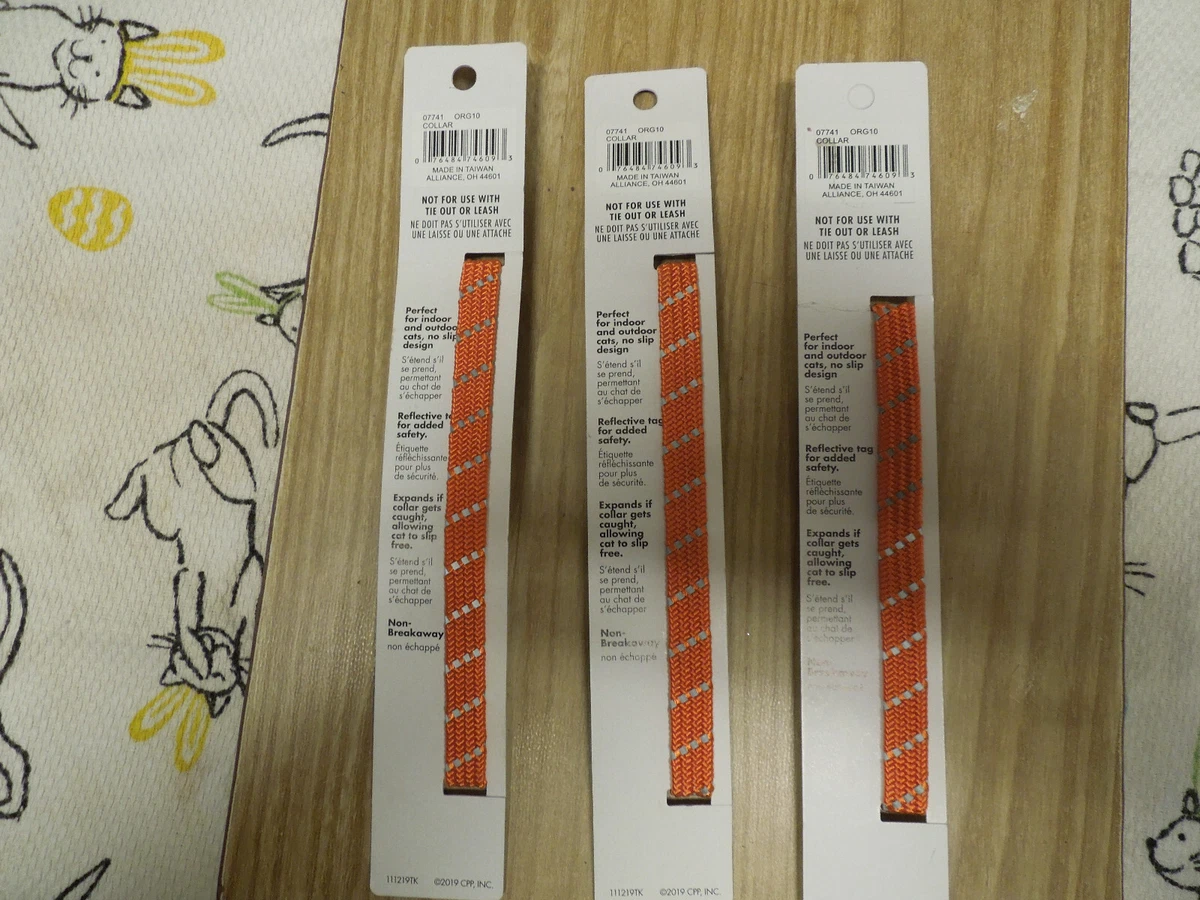 07741 ORG10
COLLAR
0 76484 74609 3
MADE IN TAIWAN
ALLIANCE, OH 44601
NOT FOR USE WITH
TIE OUT OR LEASH
NE DOIT PAS S'UTILISER AVEC
UNE LAISSE OU UNE ATTACHE
Perfect
for indoor
and outdoo
cats, no slip
design
S'étend s'il
se prend,
permettant
au chat de
s'échapper
Reflective
for added
safety.
Étiquette
réfléchissante
pour plus
de sécurité.
Expands if
collar gets
caught,
allowing
cat to slip
free.
S'étend s'il
se prend,
permettant
au chat de
s'échapper
Non-
Breakaway
non échappé
111219TK ©2019 CPP, INC.
07741 ORG10
COLLAR
0 76484 74609 3
MADE IN TAIWAN
ALLIANCE, OH 44601
NOT FOR USE WITH
TIE OUT OR LEASH
NE DOIT PAS S'UTILISER AVEC
UNE LAISSE OU UNE ATTACHE
Perfect
for indoor
and outdoor
cats, no slip
design
S'étend s'il
se prend,
permettant
au chat de
s'échapper
Reflective tag
for added
safety.
Étiquette
réfléchissante
pour plus
de sécurité.
Expands if
collar gets
caught,
allowing
cat to slip
free.
S'étend s'il
se prend,
permettant
au chat de
s'échapper
Non-
Breakaway
non échappé
111219TK ©2019 CPP, INC.
07741 ORG10
COLLAR
0 76484 74609 3
MADE IN TAIWAN
ALLIANCE, OH 44601
NOT FOR USE WITH
TIE OUT OR LEASH
NE DOIT PAS S'UTILISER AVEC
UNE LAISSE OU UNE ATTACHE
Perfect
for indoor
and outdoor
cats, no slip
design
S'étend s'il
se prend,
permettant
au chat de
s'échapper
Reflective tag
for added
safety.
Étiquette
réfléchissante
pour plus
de sécurité.
Expands if
collar gets
caught,
allowing
cat to slip
free.
S'étend s'il
se prend,
permettant
au chat de
s'échapper
Non-
Breakaway